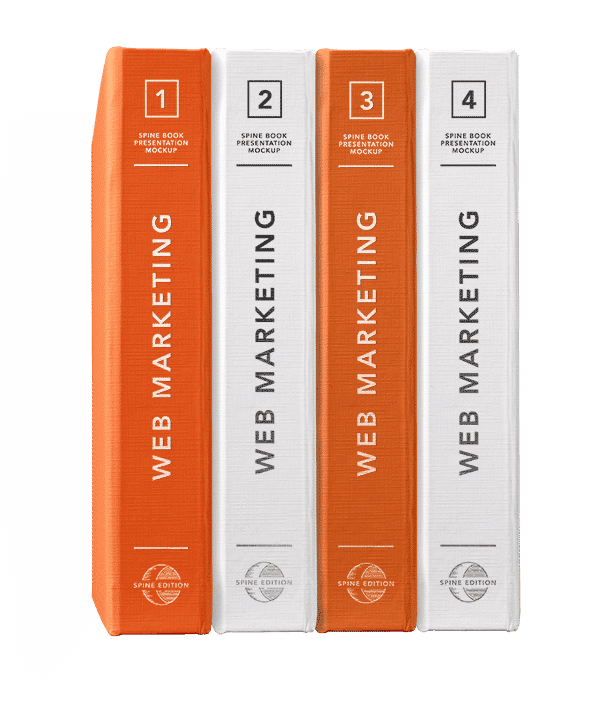 1
SPINE BOOK
PRESENTATION
MOCKUP
WEB MARKETING
SPINE EDITION
2
SPINE BOOK
PRESENTATION
MOCKUP
WEB MARKETING
SPINE EDITION
3
SPINE BOOK
PRESENTATION
MOCKUP
WEB MARKETING
SPINE EDITION
4
SPINE BOOK
PRESENTATION
MOCKUP
WEB MARKETING
SPINE EDITION